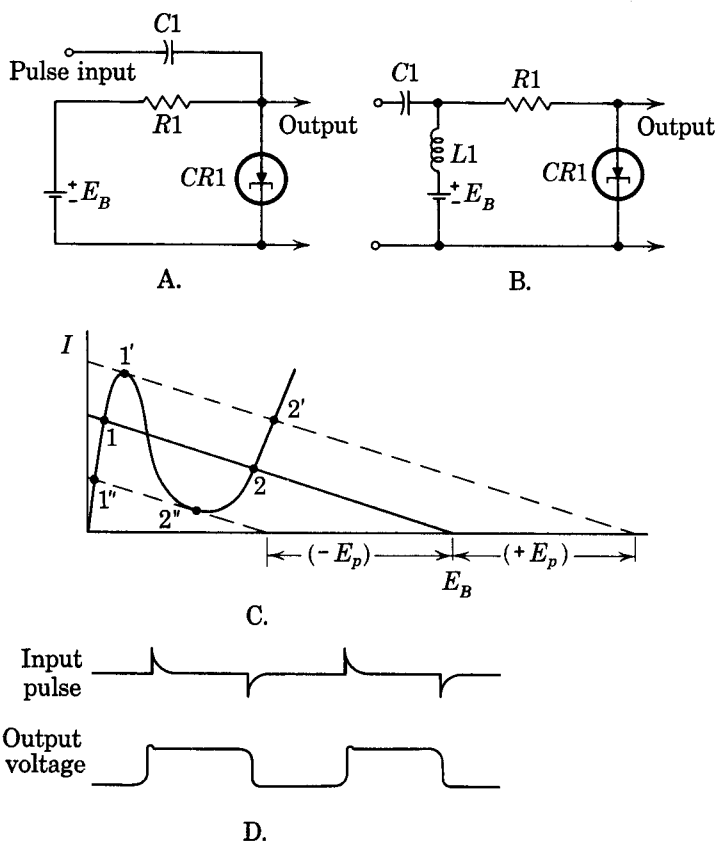 C1
Pulse input
R1
Output
CR1
+
-
E_B
A.
C1
R1
Output
L1
CR1
+
-
E_B
B.
I
1'
2'
1
2
1"
2"
(- E_p)
(+ E_p)
E_B
C.
Input
pulse
Output
voltage
D.